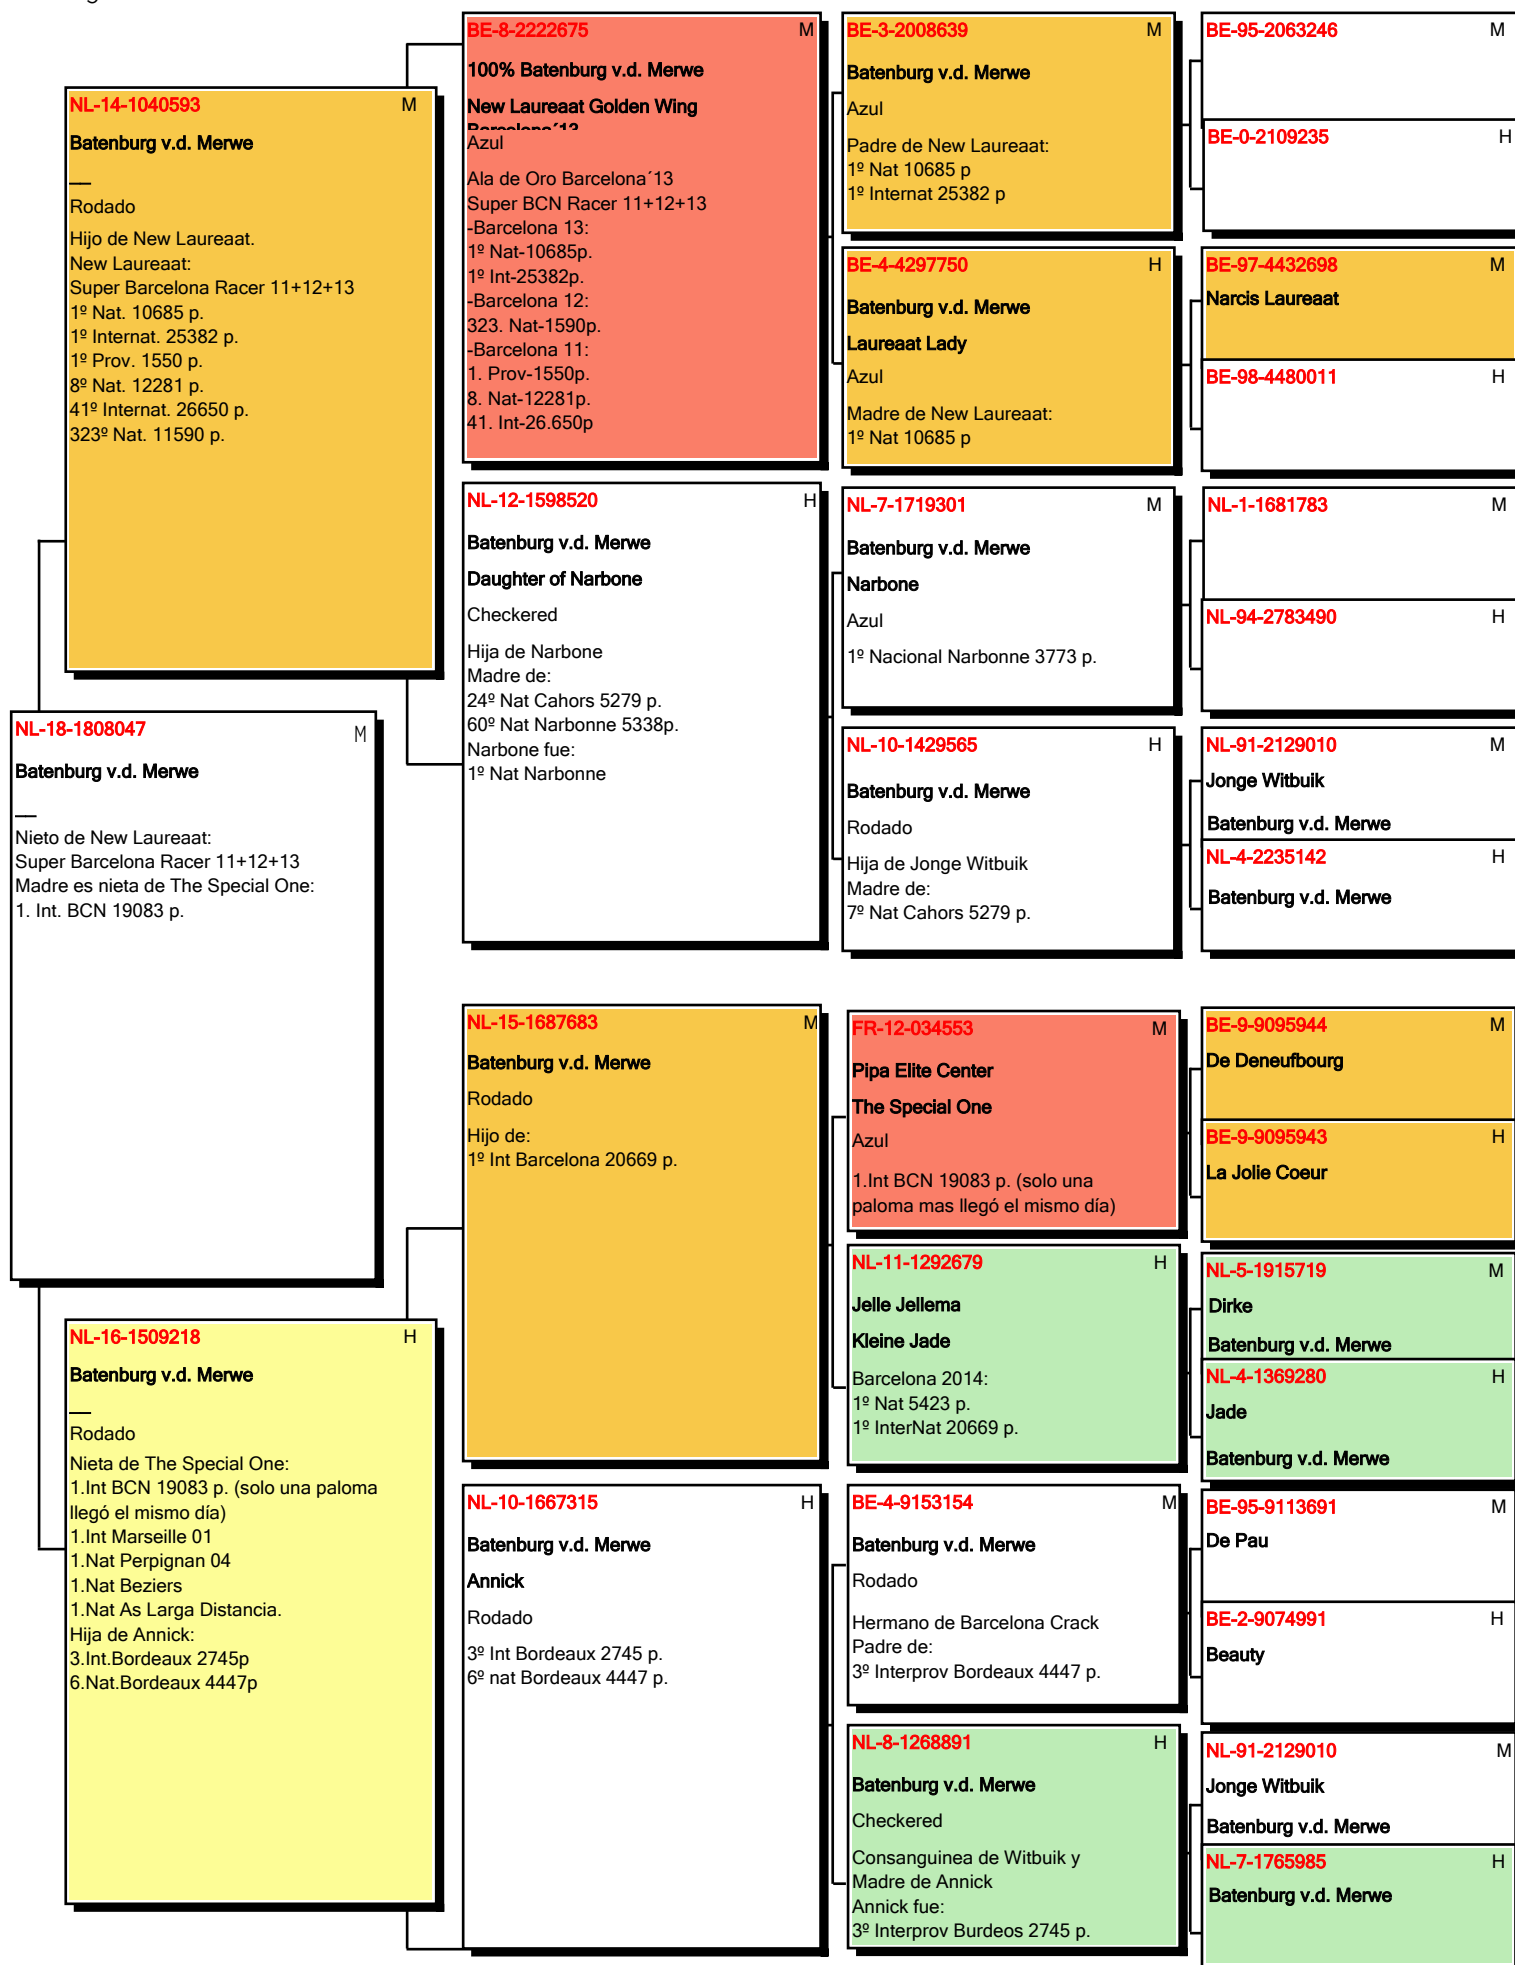 NL-18-1808047 M
Batenburg v.d. Merwe
__
Nieto de New Laureaat:
Super Barcelona Racer 11+12+13
Madre es nieta de The Special One:
1. Int. BCN 19083 p.
NL-14-1040593 M
Batenburg v.d. Merwe
__
Rodado
Hijo de New Laureaat.
New Laureaat:
Super Barcelona Racer 11+12+13
1º Nat. 10685 p.
1º Internat. 25382 p.
1º Prov. 1550 p.
8º Nat. 12281 p.
41º Internat. 26650 p.
323º Nat. 11590 p.
NL-16-1509218 H
Batenburg v.d. Merwe
__
Rodado
Nieta de The Special One:
1.Int BCN 19083 p. (solo una paloma
llegó el mismo día)
1.Int Marseille 01
1.Nat Perpignan 04
1.Nat Beziers
1.Nat As Larga Distancia.
Hija de Annick:
3.Int.Bordeaux 2745p
6.Nat.Bordeaux 4447p
BE-8-2222675 M
100% Batenburg v.d. Merwe
New Laureaat Golden Wing
Barcelona´13
Azul
Ala de Oro Barcelona´13
Super BCN Racer 11+12+13
-Barcelona 13:
1º Nat-10685p.
1º Int-25382p.
-Barcelona 12:
323. Nat-1590p.
-Barcelona 11:
1. Prov-1550p.
8. Nat-12281p.
41. Int-26.650p
NL-12-1598520 H
Batenburg v.d. Merwe
Daughter of Narbone
Checkered
Hija de Narbone
Madre de:
24º Nat Cahors 5279 p.
60º Nat Narbonne 5338p.
Narbone fue:
1º Nat Narbonne
NL-15-1687683 M
Batenburg v.d. Merwe
Rodado
Hijo de:
1º Int Barcelona 20669 p.
NL-10-1667315 H
Batenburg v.d. Merwe
Annick
Rodado
3º Int Bordeaux 2745 p.
6º nat Bordeaux 4447 p.
BE-3-2008639 M
Batenburg v.d. Merwe
Azul
Padre de New Laureaat:
1º Nat 10685 p
1º Internat 25382 p
BE-4-4297750 H
Batenburg v.d. Merwe
Laureaat Lady
Azul
Madre de New Laureaat:
1º Nat 10685 p
NL-7-1719301 M
Batenburg v.d. Merwe
Narbone
Azul
1º Nacional Narbonne 3773 p.
NL-10-1429565 H
Batenburg v.d. Merwe
Rodado
Hija de Jonge Witbuik
Madre de:
7º Nat Cahors 5279 p.
FR-12-034553 M
Pipa Elite Center
The Special One
Azul
1.Int BCN 19083 p. (solo una
paloma mas llegó el mismo día)
NL-11-1292679 H
Jelle Jellema
Kleine Jade
Barcelona 2014:
1º Nat 5423 p.
1º InterNat 20669 p.
BE-4-9153154 M
Batenburg v.d. Merwe
Rodado
Hermano de Barcelona Crack
Padre de:
3º Interprov Bordeaux 4447 p.
NL-8-1268891 H
Batenburg v.d. Merwe
Checkered
Consanguinea de Witbuik y
Madre de Annick
Annick fue:
3º Interprov Burdeos 2745 p.
BE-95-2063246 M
BE-0-2109235 H
BE-97-4432698 M
Narcis Laureaat
BE-98-4480011 H
NL-1-1681783 M
NL-94-2783490 H
NL-91-2129010 M
Jonge Witbuik
Batenburg v.d. Merwe
NL-4-2235142 H
Batenburg v.d. Merwe
BE-9-9095944 M
De Deneufbourg
BE-9-9095943 H
La Jolie Coeur
NL-5-1915719 M
Dirke
Batenburg v.d. Merwe
NL-4-1369280 H
Jade
Batenburg v.d. Merwe
BE-95-9113691 M
De Pau
BE-2-9074991 H
Beauty
NL-91-2129010 M
Jonge Witbuik
Batenburg v.d. Merwe
NL-7-1765985 H
Batenburg v.d. Merwe